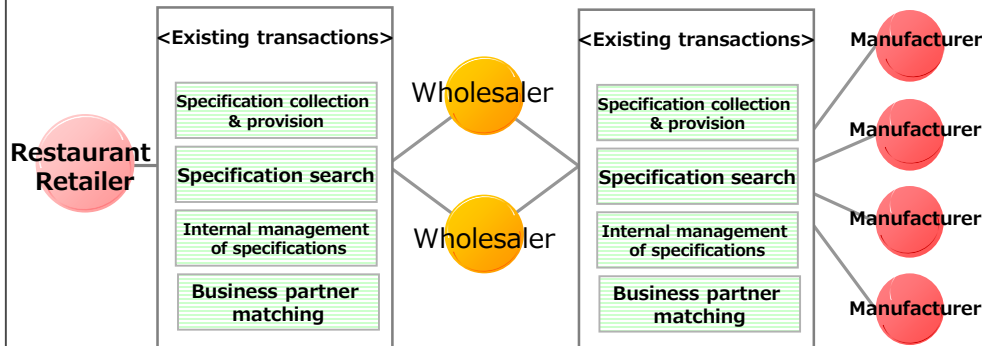 Restaurant
Retailer
<Existing transactions>
Specification collection
& provision
Specification search
Internal management
of specifications
Business partner
matching
Wholesaler
Wholesaler
<Existing transactions>
Specification collection
& provision
Specification search
Internal management
of specifications
Business partner
matching
Manufacturer
Manufacturer
Manufacturer
Manufacturer